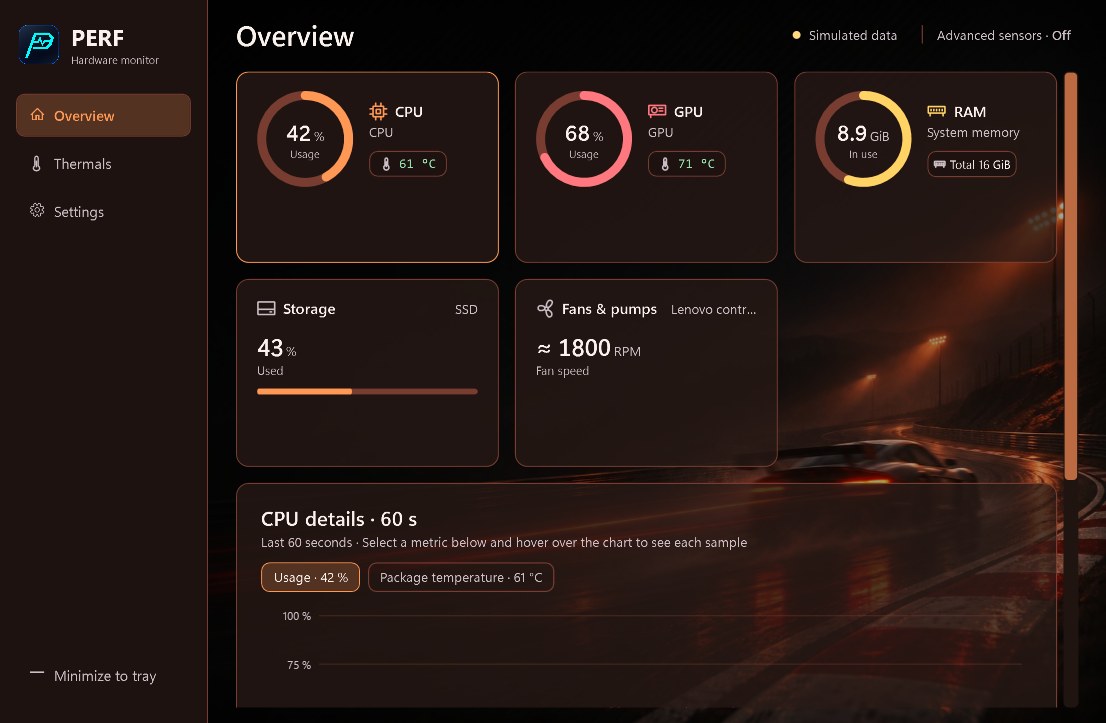 PERF
Hardware monitor
Overview
Thermals
Settings
Minimize to tray
Overview
Simulated data
Advanced sensors · Off
42 %
Usage
CPU
CPU
61 °C
68 %
Usage
GPU
GPU
71 °C
8.9 GiB
In use
RAM
System memory
Total 16 GiB
Storage
SSD
43 %
Used
Fans & pumps
Lenovo contr...
≈ 1800 RPM
Fan speed
CPU details · 60 s
Last 60 seconds · Select a metric below and hover over the chart to see each sample
Usage · 42 %
Package temperature · 61 °C
100 %
75 %